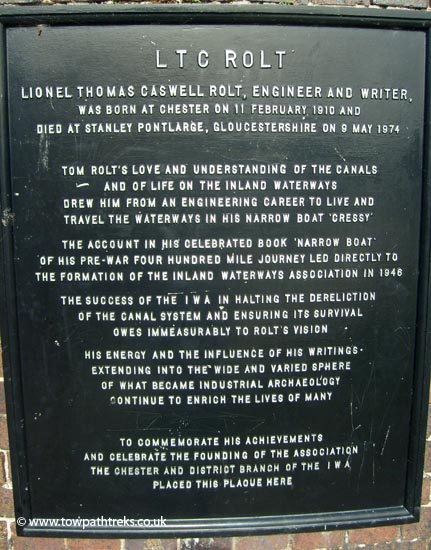 LTC ROLT
LIONEL THOMAS CASWELL ROLT, ENGINEER AND WRITER,
WAS BORN AT CHESTER ON 11 FEBRUARY 1910 AND
DIED AT STANLEY PONTLARGE, GLOUCESTERSHIRE ON 9 MAY 1974
TOM ROLT'S LOVE AND UNDERSTANDING OF THE CANALS
AND OF LIFE ON THE INLAND WATERWAYS
DREW HIM FROM AN ENGINEERING CAREER TO LIVE AND
TRAVEL THE WATERWAYS IN HIS NARROW BOAT 'CRESSY'
THE ACCOUNT IN HIS CELEBRATED BOOK 'NARROW BOAT'
OF HIS PRE-WAR FOUR HUNDRED MILE JOURNEY LED DIRECTLY TO
THE FORMATION OF THE INLAND WATERWAYS ASSOCIATION IN 1946
THE SUCCESS OF THE I W A IN HALTING THE DERELICTION
OF THE CANAL SYSTEM AND ENSURING ITS SURVIVAL
OWES IMMEASURABLY TO ROLT'S VISION
HIS ENERGY AND THE INFLUENCE OF HIS WRITINGS·
EXTENDING INTO THE WIDE AND VARIED SPHERE
OF WHAT BECAME INDUSTRIAL ARCHAEOLOGY
CONTINUE TO ENRICH THE LIVES OF MANY
TO COMMEMORATE HIS ACHIEVEMENTS
AND CELEBRATE THE FOUNDING OF THE ASSOCIATION
THE CHESTER AND DISTRICT BRANCH OF THE I W A
PLACED THIS PLAQUE HERE
© www.towpathtreks.co.uk